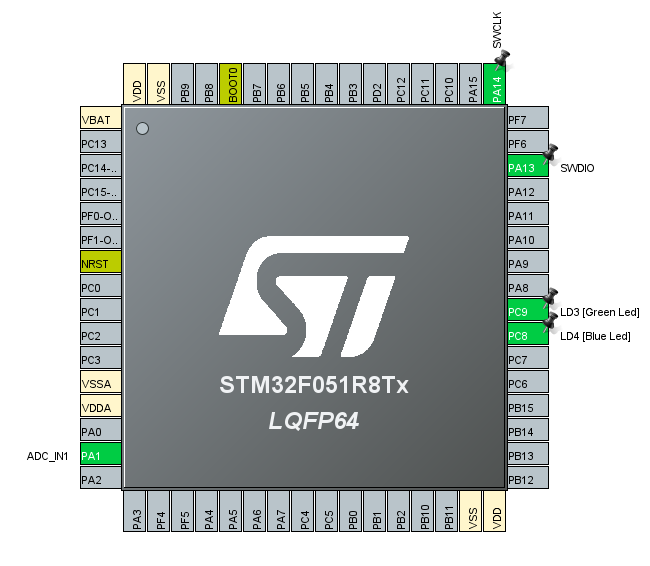 SWCLK
VDD
VSS
PB9
PB8
BOOT0
PB7
PB6
PB5
PB4
PB3
PD2
PC12
PC11
PC10
PA15
PA14
VBAT
PC13
PC14-..
PC15-..
PF0-O..
PF1-O..
NRST
PC0
PC1
PC2
PC3
VSSA
VDDA
PA0
ADC_IN1
PA1
PA2
ST
STM32F051R8Tx
LQFP64
PF7
PF6
PA13
SWDIO
PA12
PA11
PA10
PA9
PA8
PC9
LD3 [Green Led]
PC8
LD4 [Blue Led]
PC7
PC6
PB15
PB14
PB13
PB12
PA3
PF4
PF5
PA4
PA5
PA6
PA7
PC4
PC5
PB0
PB1
PB2
PB10
PB11
VSS
VDD